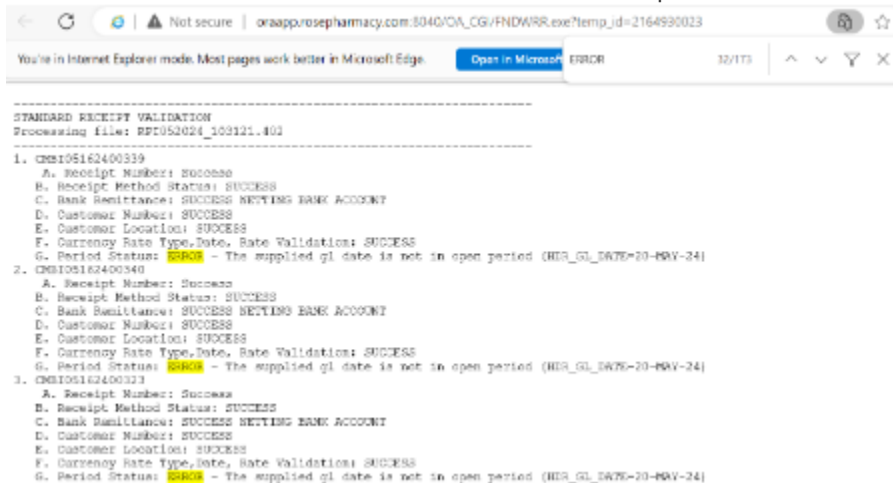 Not secure | oraapp.rosepharmacy.com:8040/OA_CGI/FNDWRR.exe?temp_id=2164930023
You're in Internet Explorer mode. Most pages work better in Microsoft Edge. Open in Microsoft ERROR 32/173
STANDARD RECEIPT VALIDATION
Processing file: RPT052024_103121.402
1. CMSI05162400339
A. Receipt Number: Success
B. Receipt Method Status: SUCCESS
C. Bank Remittance: SUCCESS NETTING BANK ACCOUNT
D. Customer Number: SUCCESS
E. Customer Location: SUCCESS
F. Currency Rate Type,Date, Rate Validation: SUCCESS
G. Period Status: ERROR - The supplied gl date is not in open period (HDR_GL_DATE=20-MAY-24)
2. CMSI05162400340
A. Receipt Number: Success
B. Receipt Method Status: SUCCESS
C. Bank Remittance: SUCCESS NETTING BANK ACCOUNT
D. Customer Number: SUCCESS
E. Customer Location: SUCCESS
F. Currency Rate Type,Date, Rate Validation: SUCCESS
G. Period Status: ERROR - The supplied gl date is not in open period (HDR_GL_DATE=20-MAY-24)
3. CMSI05162400323
A. Receipt Number: Success
B. Receipt Method Status: SUCCESS
C. Bank Remittance: SUCCESS NETTING BANK ACCOUNT
D. Customer Number: SUCCESS
E. Customer Location: SUCCESS
F. Currency Rate Type,Date, Rate Validation: SUCCESS
G. Period Status: ERROR - The supplied gl date is not in open period (HDR_GL_DATE=20-MAY-24)